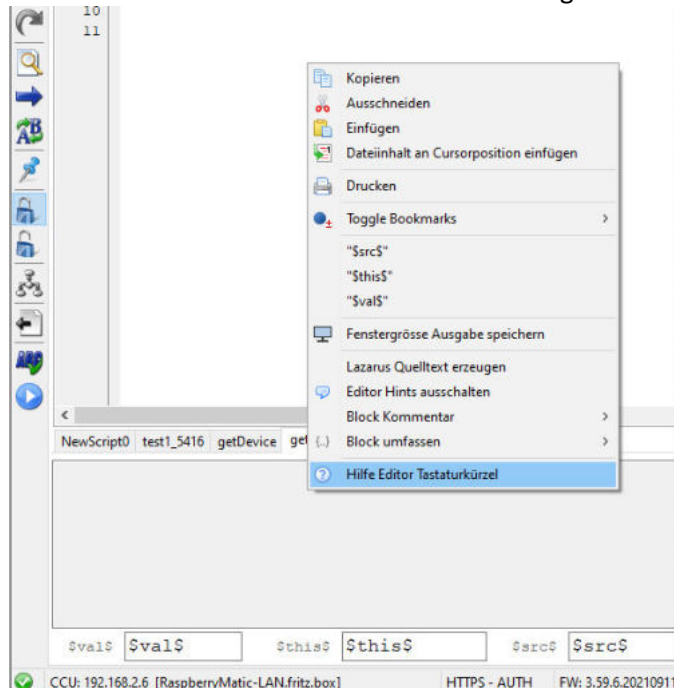 10
11
Kopieren
Ausschneiden
Einfügen
Dateiinhalt an Cursorposition einfügen
Drucken
Toggle Bookmarks
"$src$"
"$this$"
"$val$"
Fenstergrösse Ausgabe speichern
Lazarus Quelltext erzeugen
Editor Hints ausschalten
Block Kommentar
{..} Block umfassen
Hilfe Editor Tastaturkürzel
NewScript0 test1_5416 getDevice
$val$ $val$ $this$ $this$ $src$ $src$
CCU: 192.168.2.6 [RaspberryMatic-LAN.fritz.box] HTTPS - AUTH FW: 3.59.6.20210911